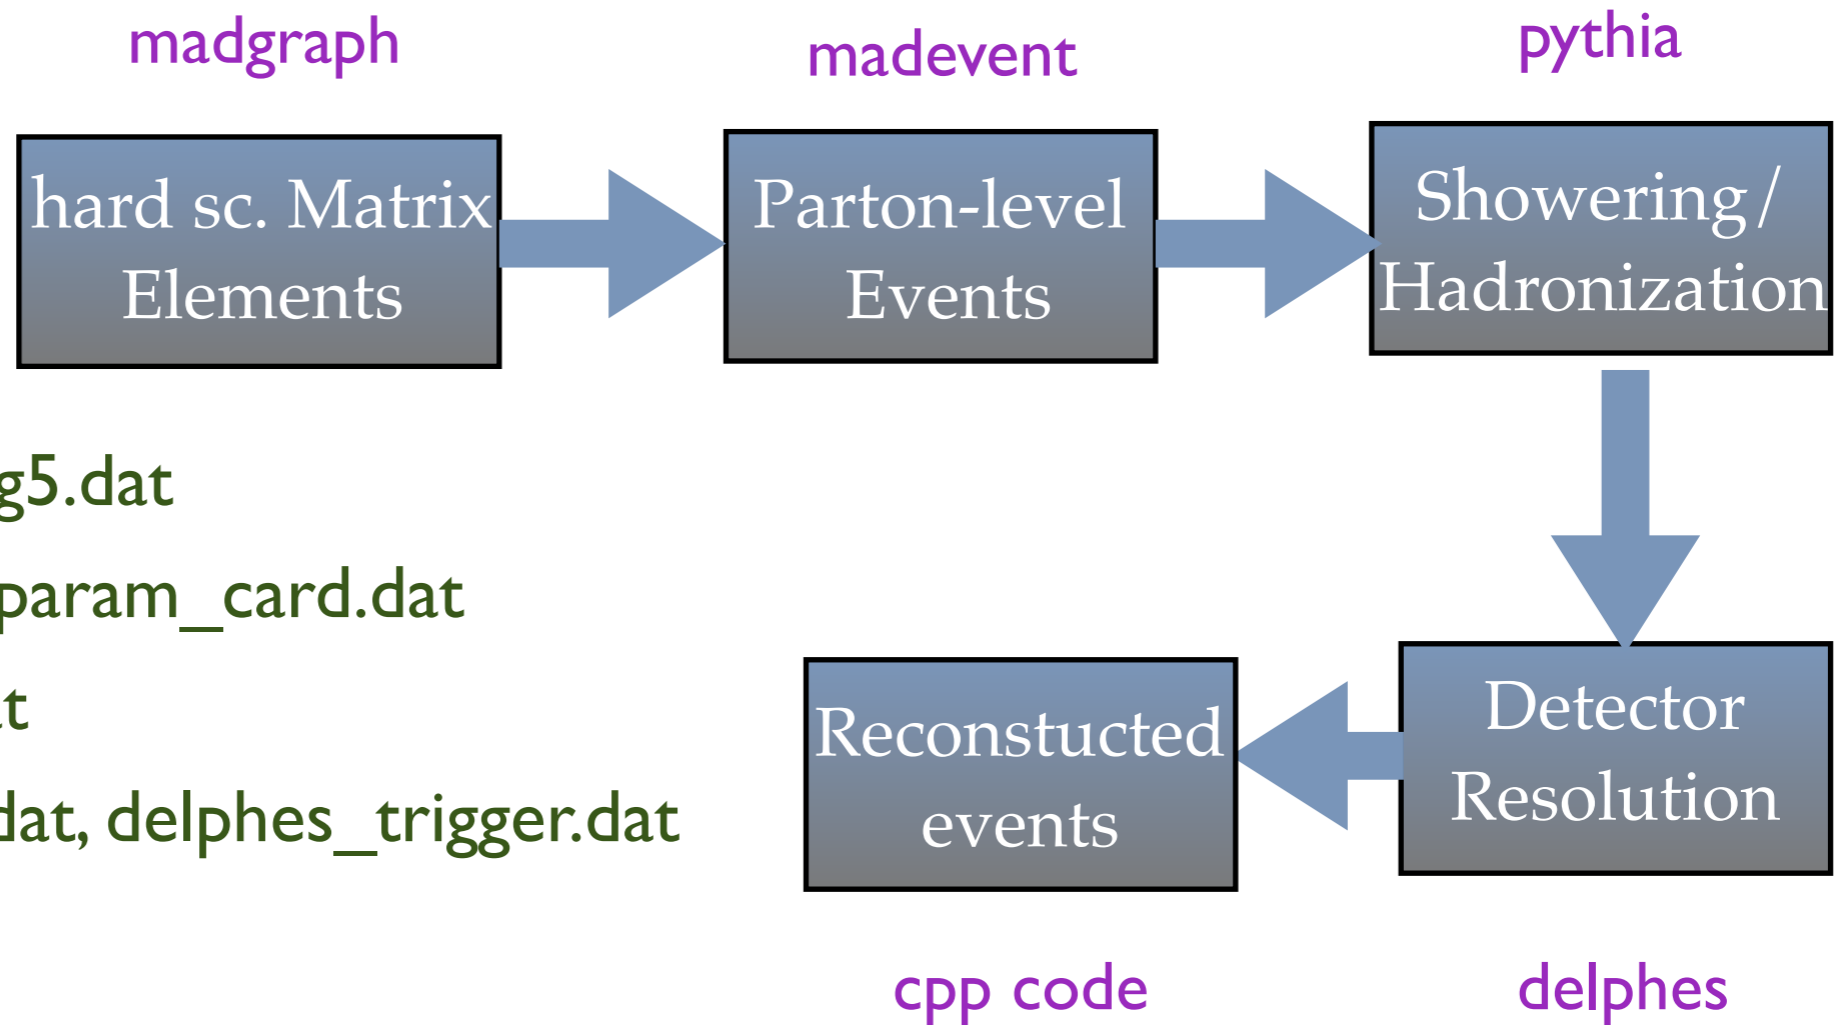 madgraph
madevent
pythia
hard sc. Matrix
Elements
Parton-level
Events
Showering/
Hadronization
g5.dat
param_card.dat
delphes_trigger.dat
Reconstucted
events
Detector
Resolution
cpp code
delphes